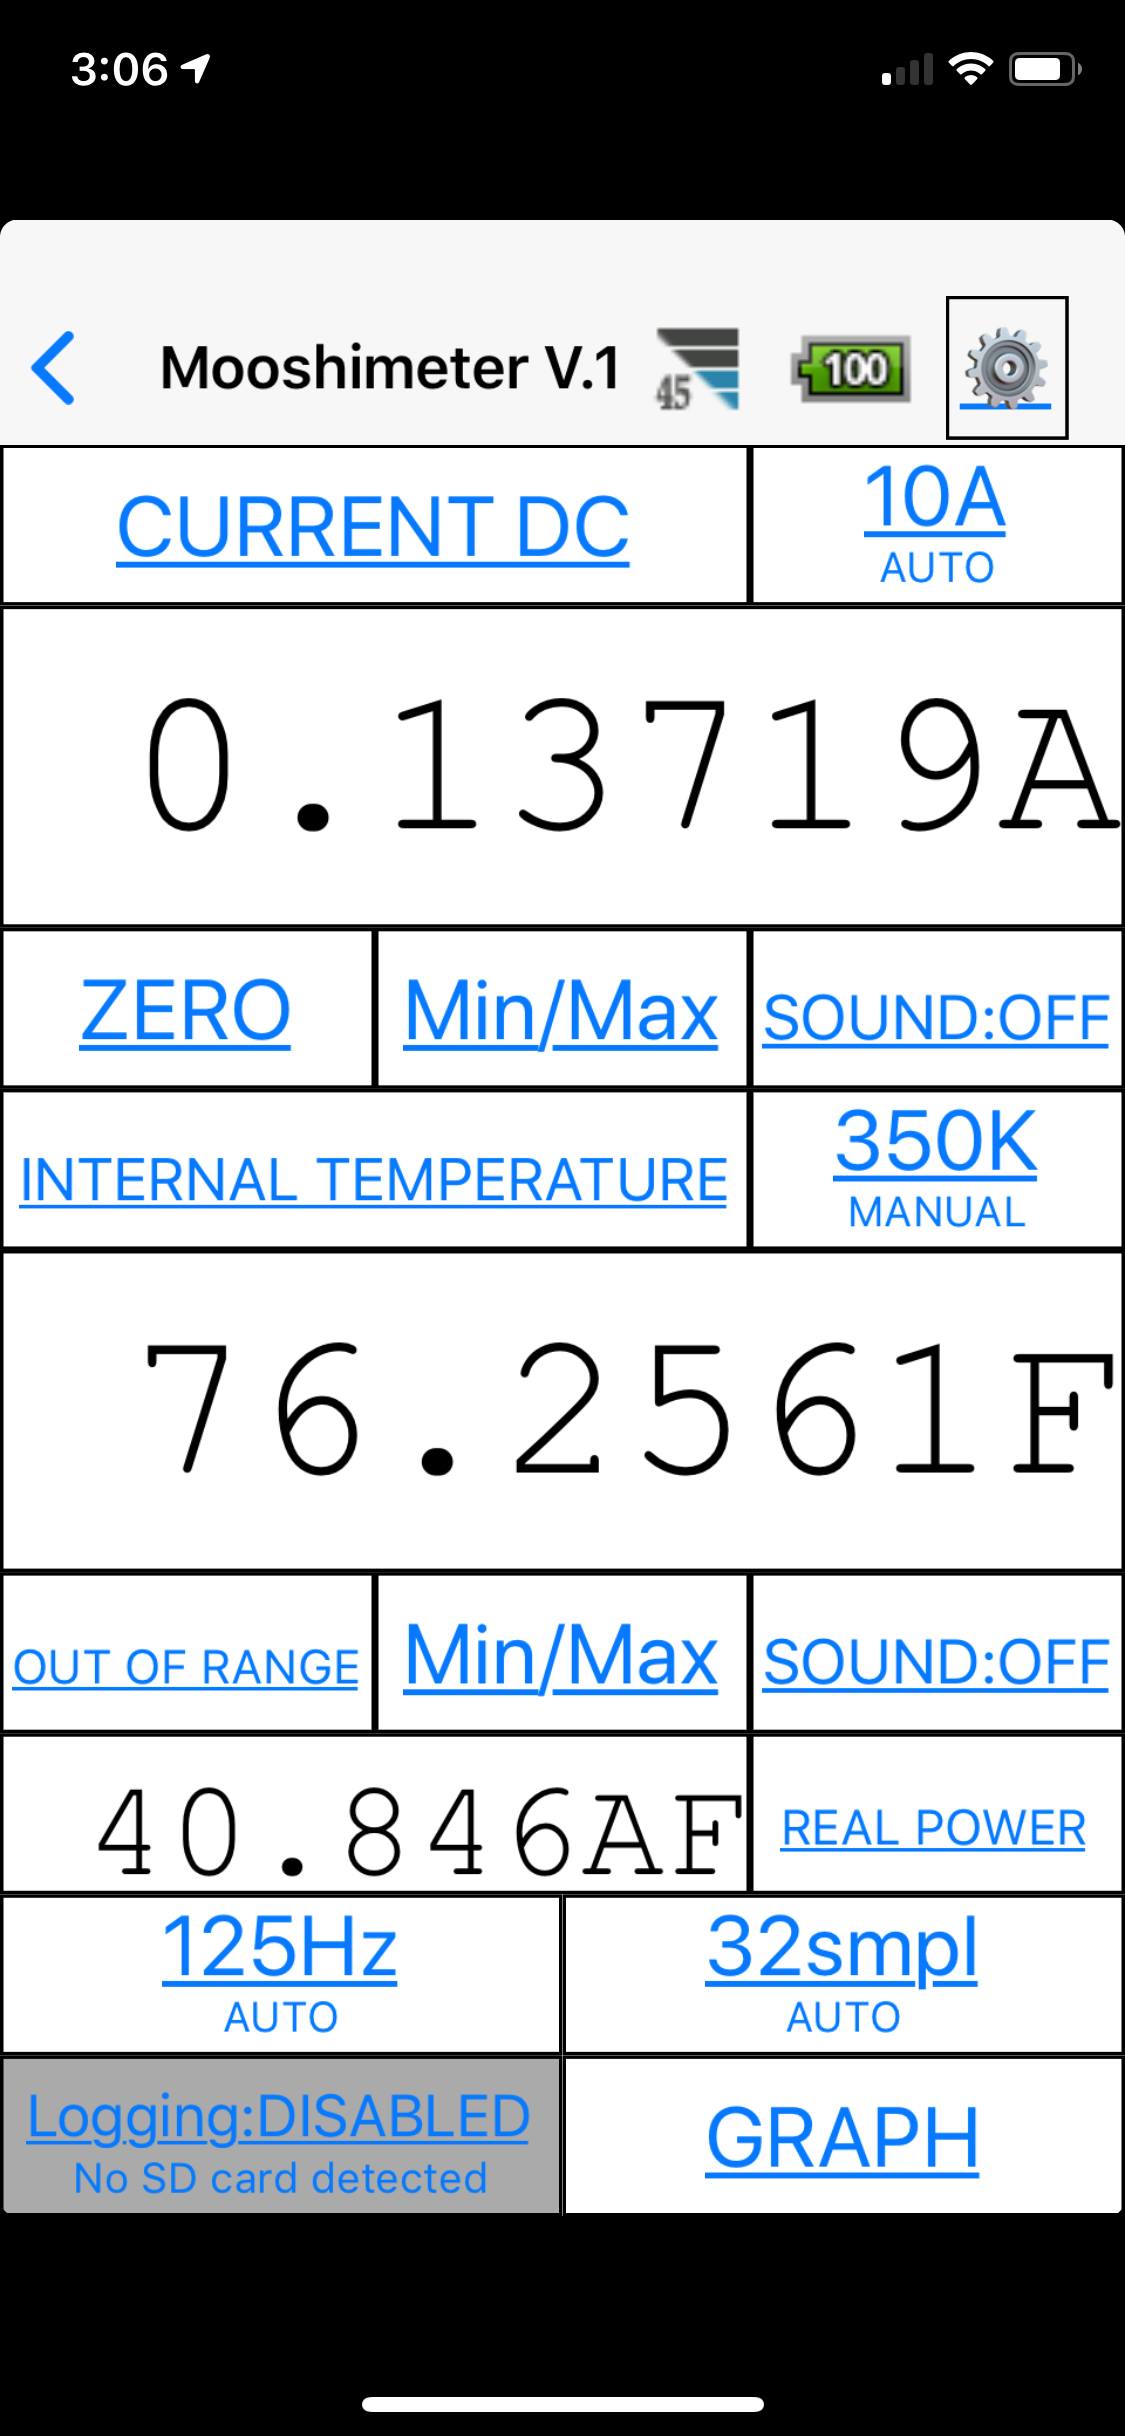 3:06
Mooshimeter V.1
45
100
CURRENT DC
10A
AUTO
0.13719A
ZERO
Min/Max
SOUND:OFF
INTERNAL TEMPERATURE
350K
MANUAL
76.2561F
OUT OF RANGE
Min/Max
SOUND:OFF
40.846AF
REAL POWER
125Hz
AUTO
32smpl
AUTO
Logging:DISABLED
No SD card detected
GRAPH